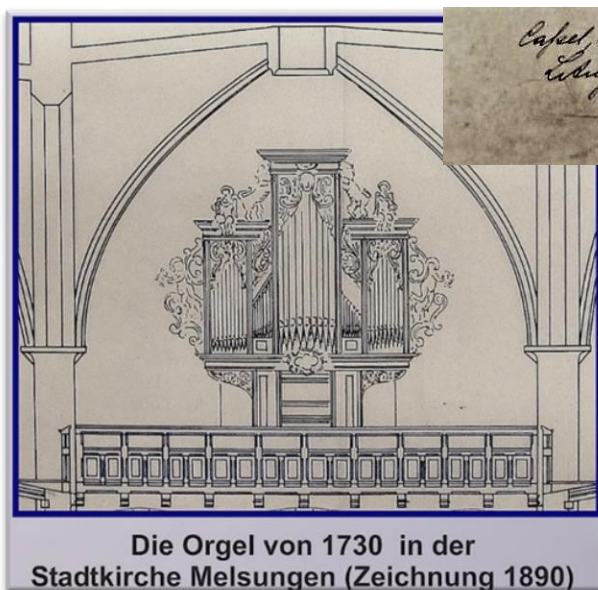 Cassel,
Die Orgel von 1730 in der
Stadtkirche Melsungen (Zeichnung 1890)